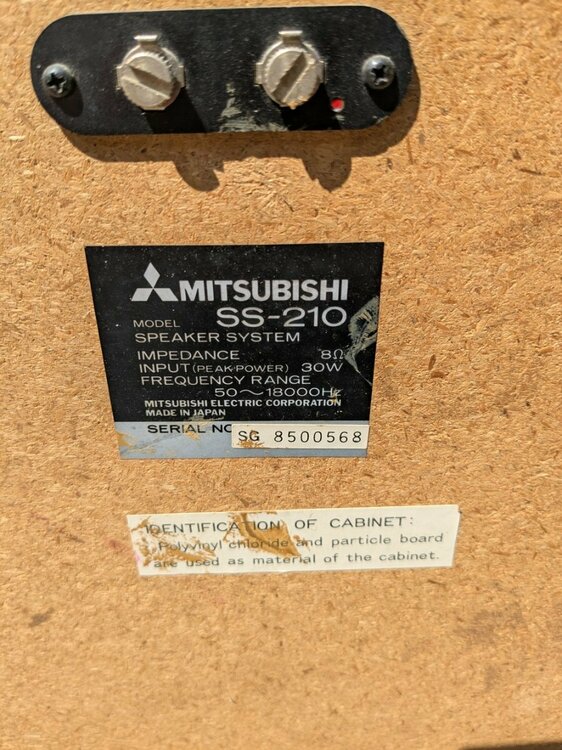 MITSUBISHI
MODEL SS-210
SPEAKER SYSTEM
IMPEDANCE 8Ω
INPUT (PEAK POWER) 30W
FREQUENCY RANGE
50~18000Hz
MITSUBISHI ELECTRIC CORPORATION
MADE IN JAPAN
SERIAL NO SG 8500568
IDENTIFICATION OF CABINET:
Polyvinyl chloride and particle board
are used as material of the cabinet.